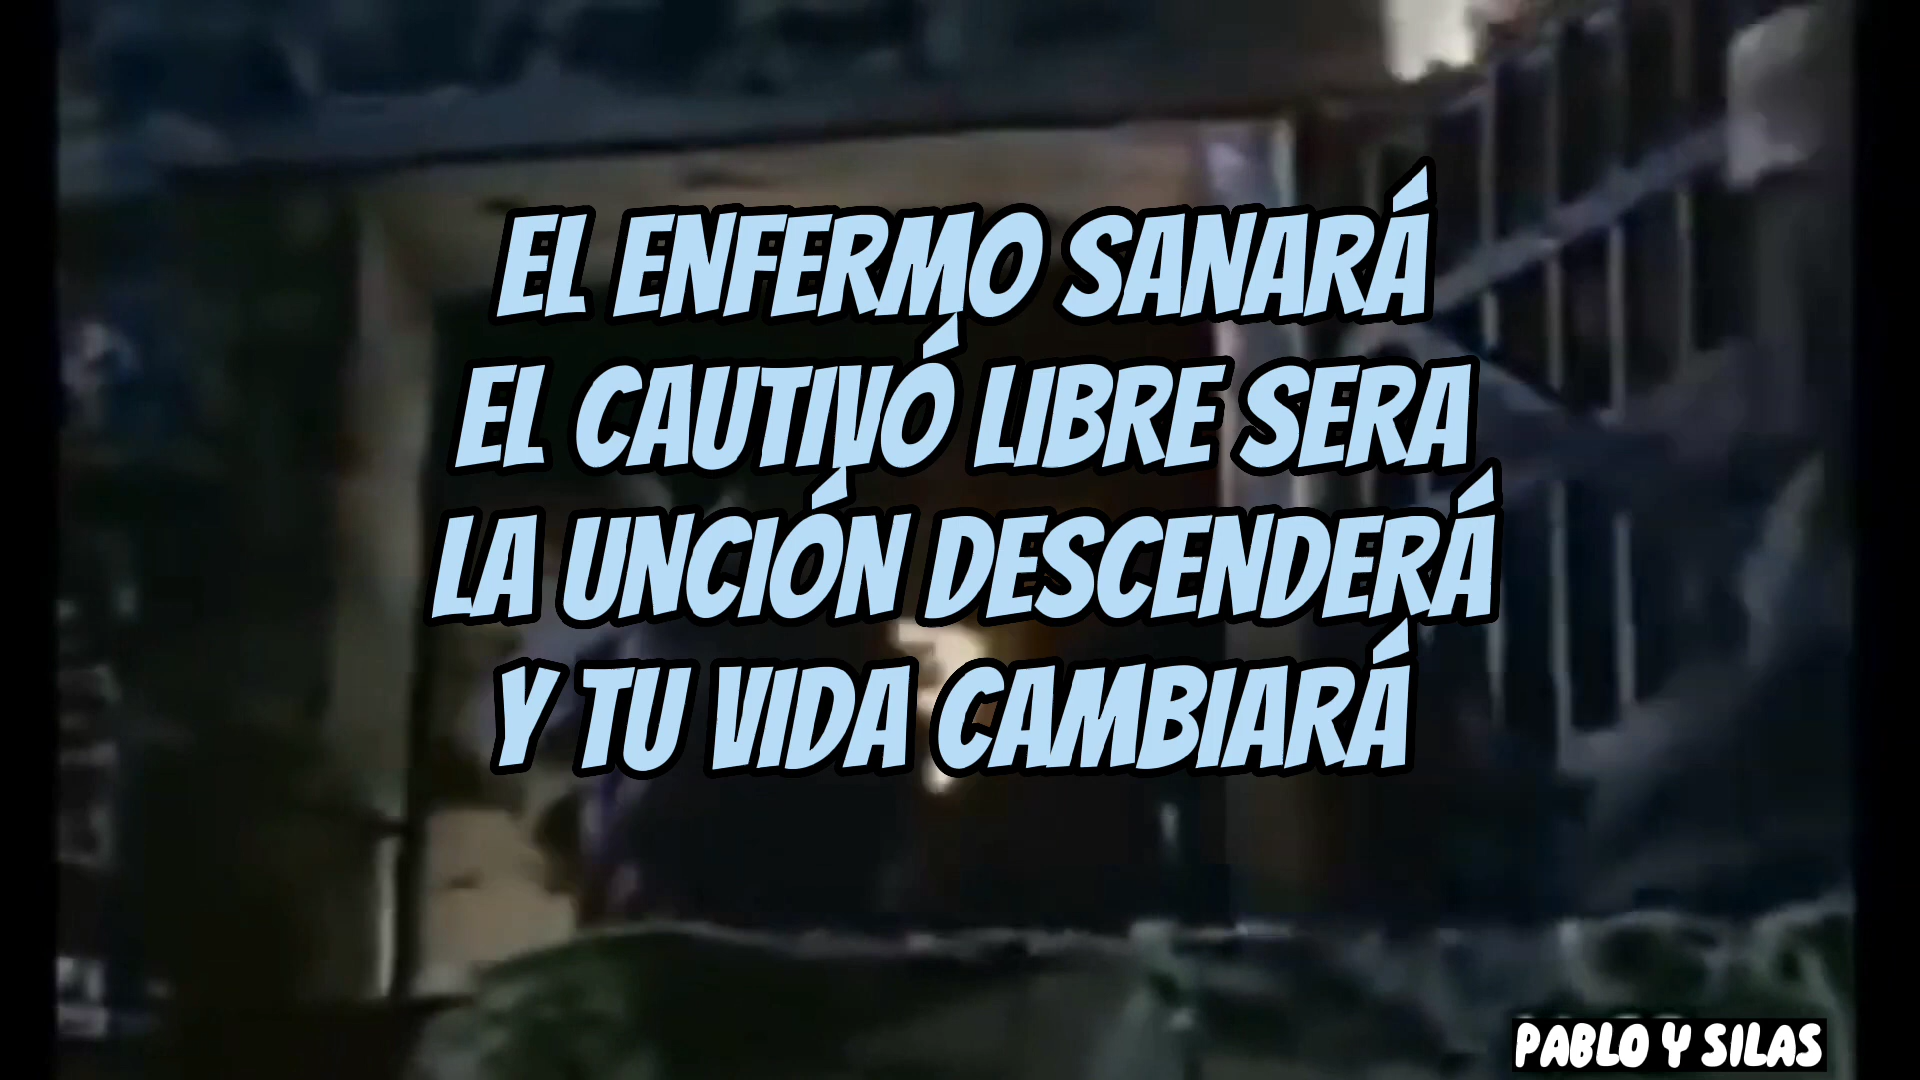 EL ENFERMO SANARÁ
EL CAUTIVÓ LIBRE SERA
LA UNCIÓN DESCENDERÁ
Y TU VIDA CAMBIARÁ
PABLO Y SILAS